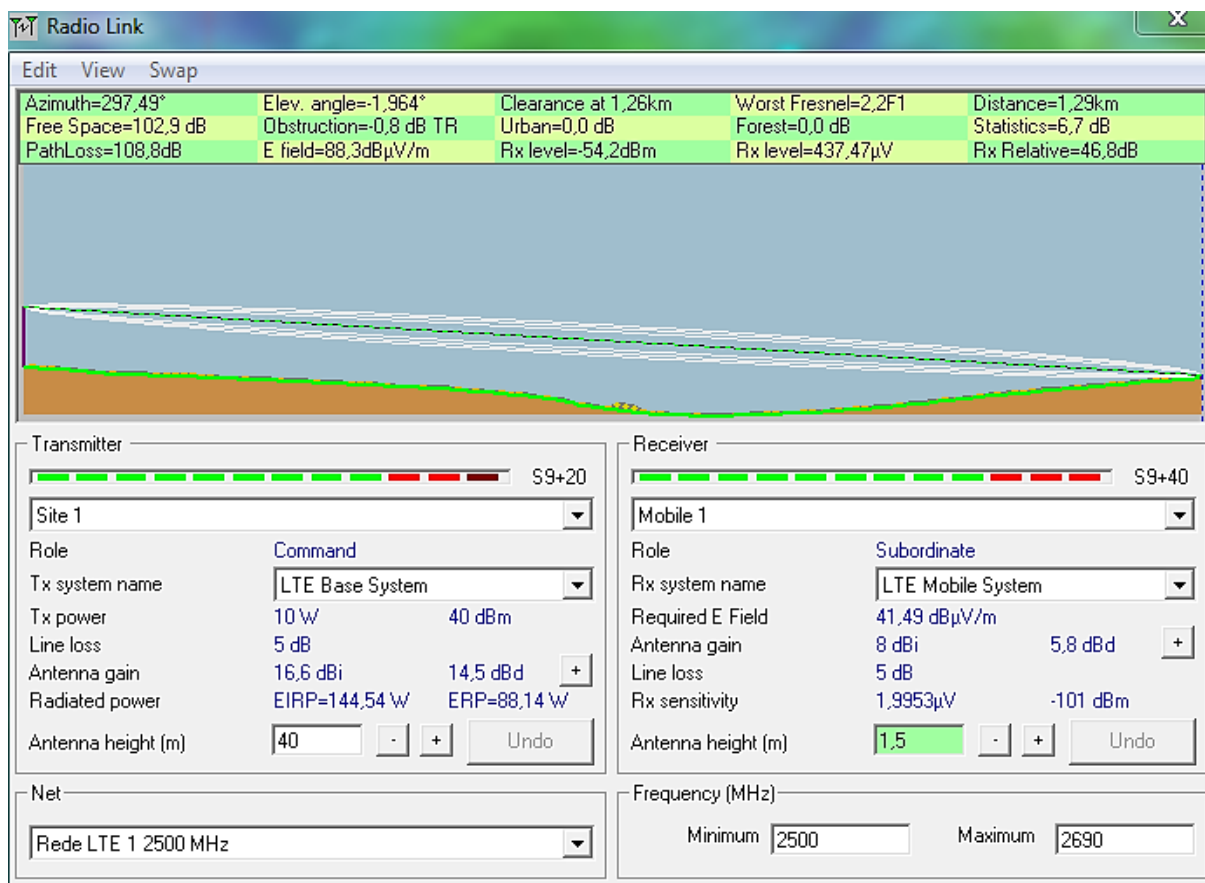 Radio Link
X
Edit View Swap
Azimuth=297,49° Elev. angle=-1,964° Clearance at 1,26km Worst Fresnel=2,2F1 Distance=1,29km
Free Space=102,9 dB Obstruction=-0,8 dB TR Urban=0,0 dB Forest=0,0 dB Statistics=6,7 dB
PathLoss=108,8dB E field=88,3dBµV/m Rx level=-54,2dBm Rx level=437,47µV Rx Relative=46,8dB
Transmitter
S9+20
Site 1
Role Command
Tx system name LTE Base System
Tx power 10 W 40 dBm
Line loss 5 dB
Antenna gain 16,6 dBi 14,5 dBd +
Radiated power EIRP=144,54 W ERP=88,14 W
Antenna height (m) 40 - + Undo
Net
Rede LTE 1 2500 MHz
Receiver
S9+40
Mobile 1
Role Subordinate
Rx system name LTE Mobile System
Required E Field 41,49 dBµV/m
Antenna gain 8 dBi 5,8 dBd +
Line loss 5 dB
Rx sensitivity 1,9953µV -101 dBm
Antenna height (m) 1,5 - + Undo
Frequency (MHz)
Minimum 2500 Maximum 2690